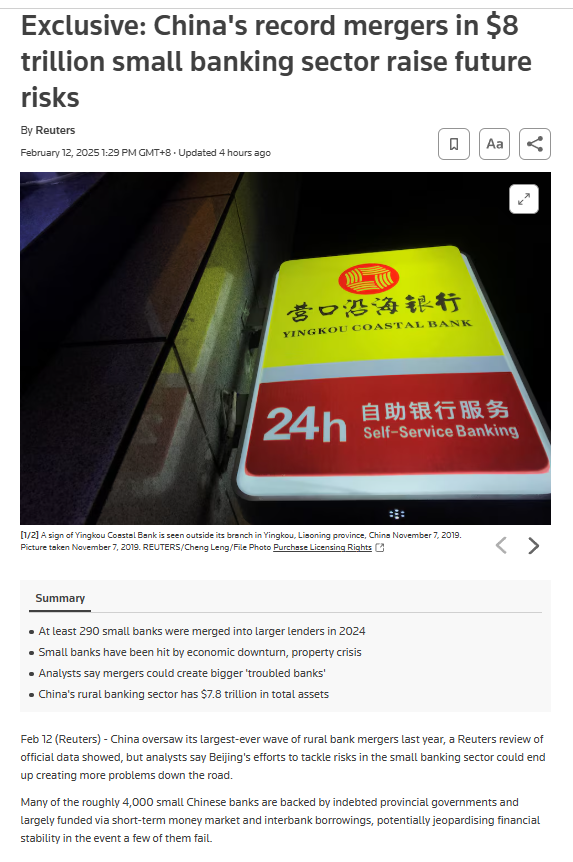 Exclusive: China's record mergers in $8
trillion small banking sector raise future
risks
By Reuters
February 12, 2025 1:29 PM GMT+8 · Updated 4 hours ago
Aa
营口沿海银行
YINGKOU COASTAL BANK
24h 自助银行服务
Self-Service Banking
[1/2] A sign of Yingkou Coastal Bank is seen outside its branch in Yingkou, Liaoning province, China November 7, 2019.
Picture taken November 7, 2019. REUTERS/Cheng Leng/File Photo Purchase Licensing Rights
Summary
• At least 290 small banks were merged into larger lenders in 2024
• Small banks have been hit by economic downturn, property crisis
• Analysts say mergers could create bigger 'troubled banks'
• China's rural banking sector has $7.8 trillion in total assets
Feb 12 (Reuters) - China oversaw its largest-ever wave of rural bank mergers last year, a Reuters review of
official data showed, but analysts say Beijing's efforts to tackle risks in the small banking sector could end
up creating more problems down the road.
Many of the roughly 4,000 small Chinese banks are backed by indebted provincial governments and
largely funded via short-term money market and interbank borrowings, potentially jeopardising financial
stability in the event a few of them fail.